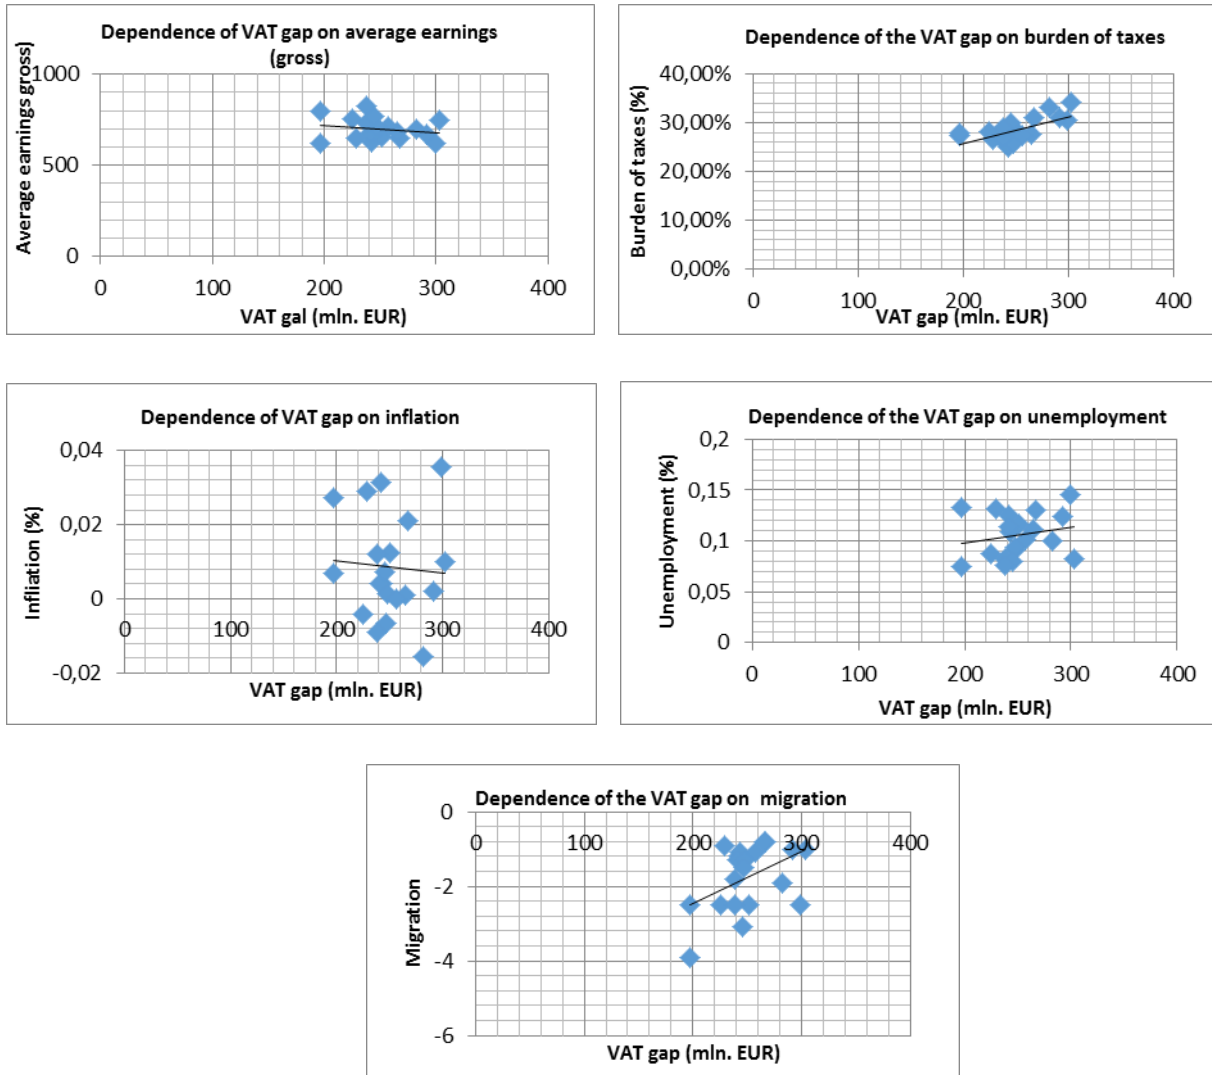 Dependence of VAT gap on average earnings
(gross)
Average earnings gross)
1000
500
0
0 100 200 300 400
VAT gal (mln. EUR)
Dependence of the VAT gap on burden of taxes
Burden of taxes (%)
40,00%
30,00%
20,00%
10,00%
0,00%
0 100 200 300 400
VAT gap (mln. EUR)
Dependence of VAT gap on inflation
Infliation (%)
0,04
0,02
0
-0,02
0 100 200 300 400
VAT gap (mln. EUR)
Dependence of the VAT gap on unemployment
Unemployment (%)
0,2
0,15
0,1
0,05
0
0 100 200 300 400
VAT gap (mln. EUR)
Dependence of the VAT gap on migration
Migration
0
-2
-4
-6
0 100 200 300 400
VAT gap (mln. EUR)